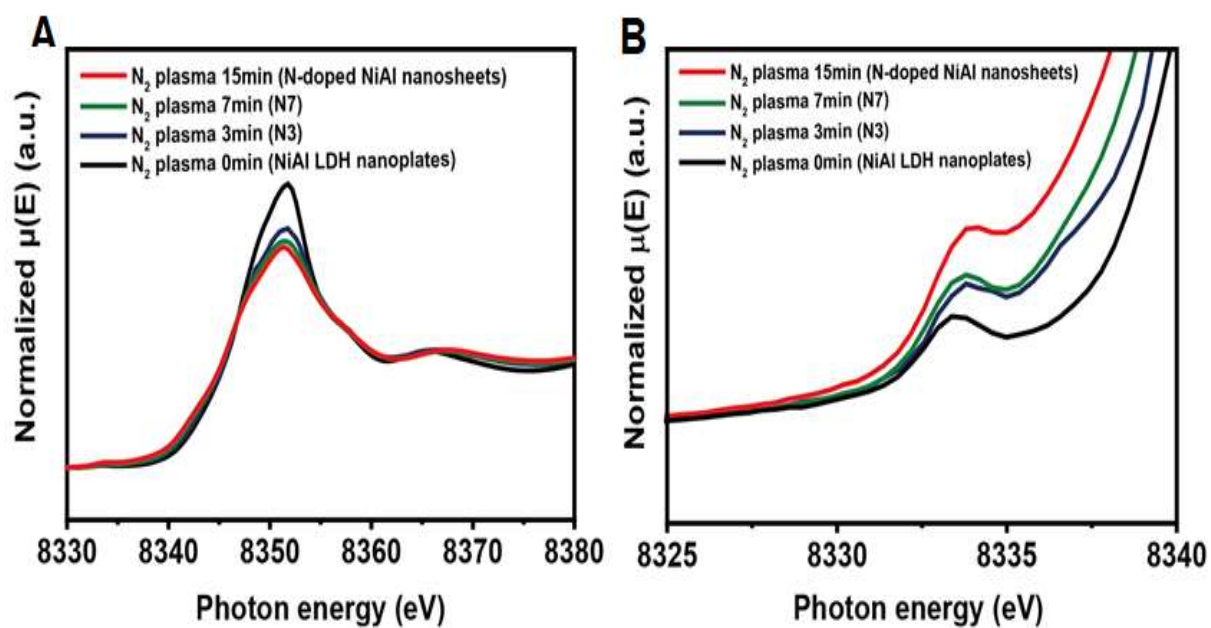 A
N₂ plasma 15min (N-doped NiAl nanosheets)
N₂ plasma 7min (N7)
N₂ plasma 3min (N3)
N₂ plasma 0min (NiAl LDH nanoplates)
Normalized μ(E) (a.u.)
8330 8340 8350 8360 8370 8380
Photon energy (eV)
B
N₂ plasma 15min (N-doped NiAl nanosheets)
N₂ plasma 7min (N7)
N₂ plasma 3min (N3)
N₂ plasma 0min (NiAl LDH nanoplates)
Normalized μ(E) (a.u.)
8325 8330 8335 8340
Photon energy (eV)